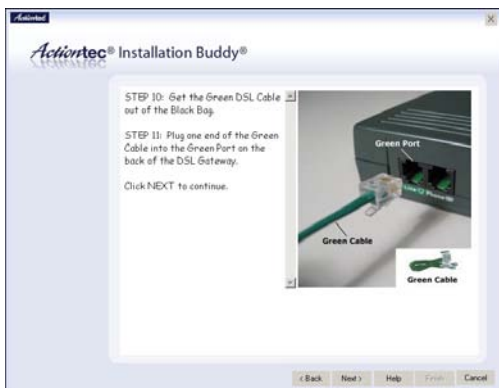 Actiontec
Actiontec® Installation Buddy®
STEP 10: Get the Green DSL Cable
out of the Black Bag.
STEP 11: Plug one end of the Green
Cable into the Green Port on the
back of the DSL Gateway.
Click NEXT to continue.
Green Port
Line
Phone
Green Cable
Green Cable
< Back
Next >
Help
Finish
Cancel